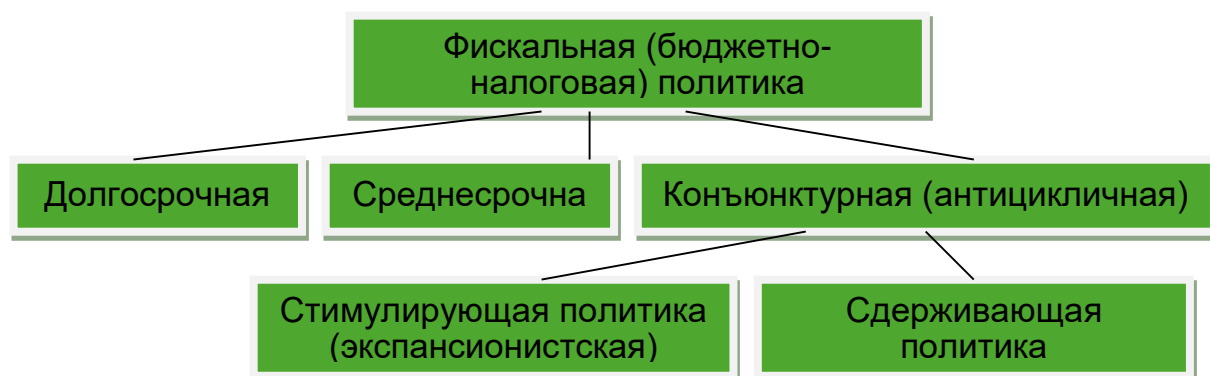 Фискальная (бюджетно-
налоговая) политика
Долгосрочная
Среднесрочна
Конъюнктурная (антицикличная)
Стимулирующая политика
(экспансионистская)
Сдерживающая
политика